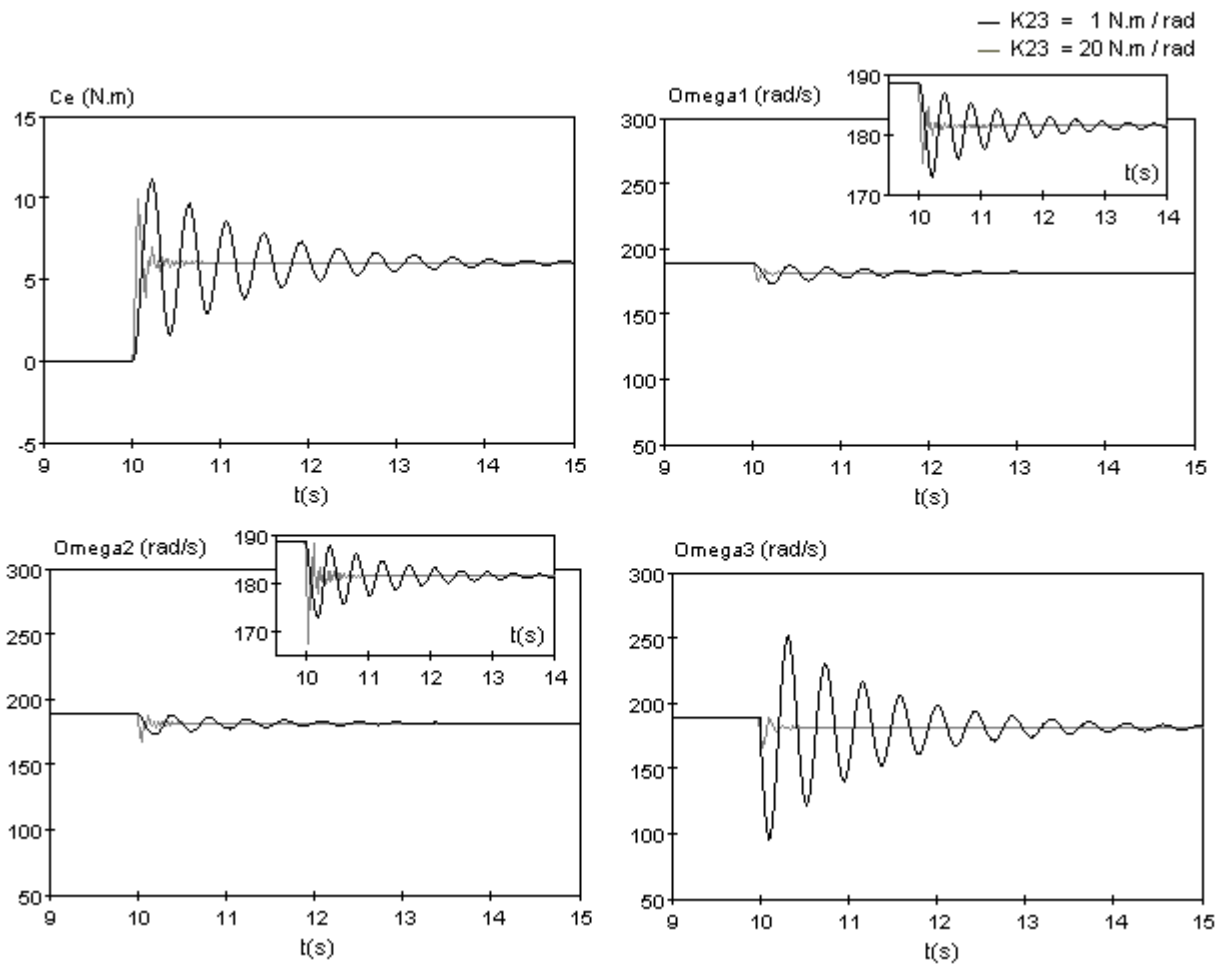 K23 = 1 N.m / rad
K23 = 20 N.m / rad
Ce (N.m)
15
10
5
0
-5
9 10 11 12 13 14 15
t(s)
Omega1 (rad/s)
300
250
200
150
100
50
9 10 11 12 13 14 15
t(s)
190
180
170
t(s)
10 11 12 13 14
Omega2 (rad/s)
300
250
200
150
100
50
9 10 11 12 13 14 15
t(s)
190
180
170
t(s)
10 11 12 13 14
Omega3 (rad/s)
300
250
200
150
100
50
9 10 11 12 13 14 15
t(s)